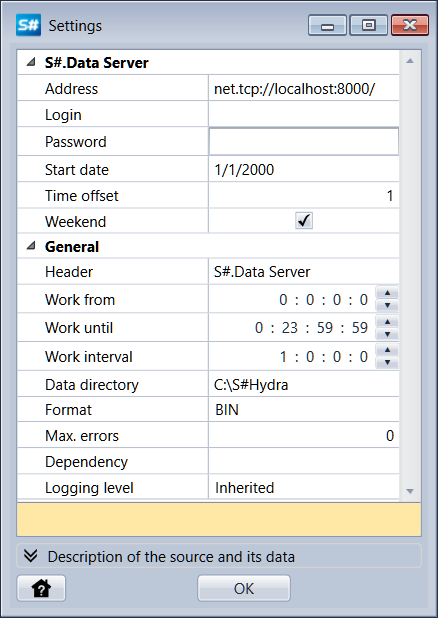 S# Settings
S#.Data Server
Address net.tcp://localhost:8000/
Login
Password
Start date 1/1/2000
Time offset 1
Weekend
General
Header S#.Data Server
Work from 0 : 0 : 0 : 0
Work until 0 : 23 : 59 : 59
Work interval 1 : 0 : 0 : 0
Data directory C:\S#Hydra
Format BIN
Max. errors 0
Dependency
Logging level Inherited
Description of the source and its data
? OK